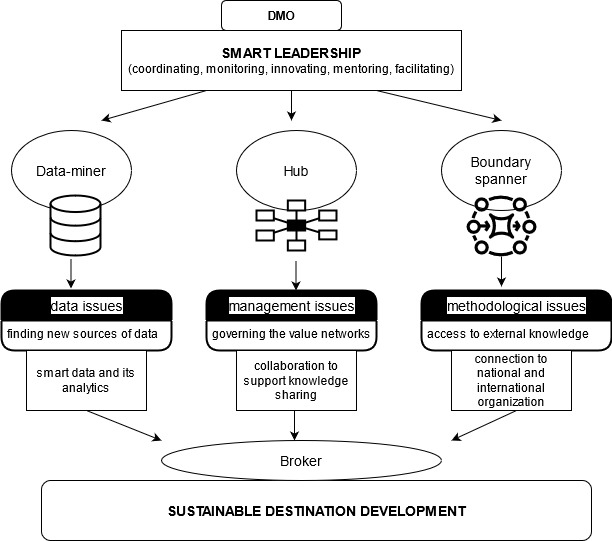 DMO
SMART LEADERSHIP
(coordinating, monitoring, innovating, mentoring, facilitating)
Data-miner
Hub
Boundary
spanner
data issues
finding new sources of data
smart data and its
analytics
management issues
governing the value networks
collaboration to
support knowledge
sharing
methodological issues
access to external knowledge
connection to
national and
international
organization
Broker
SUSTAINABLE DESTINATION DEVELOPMENT